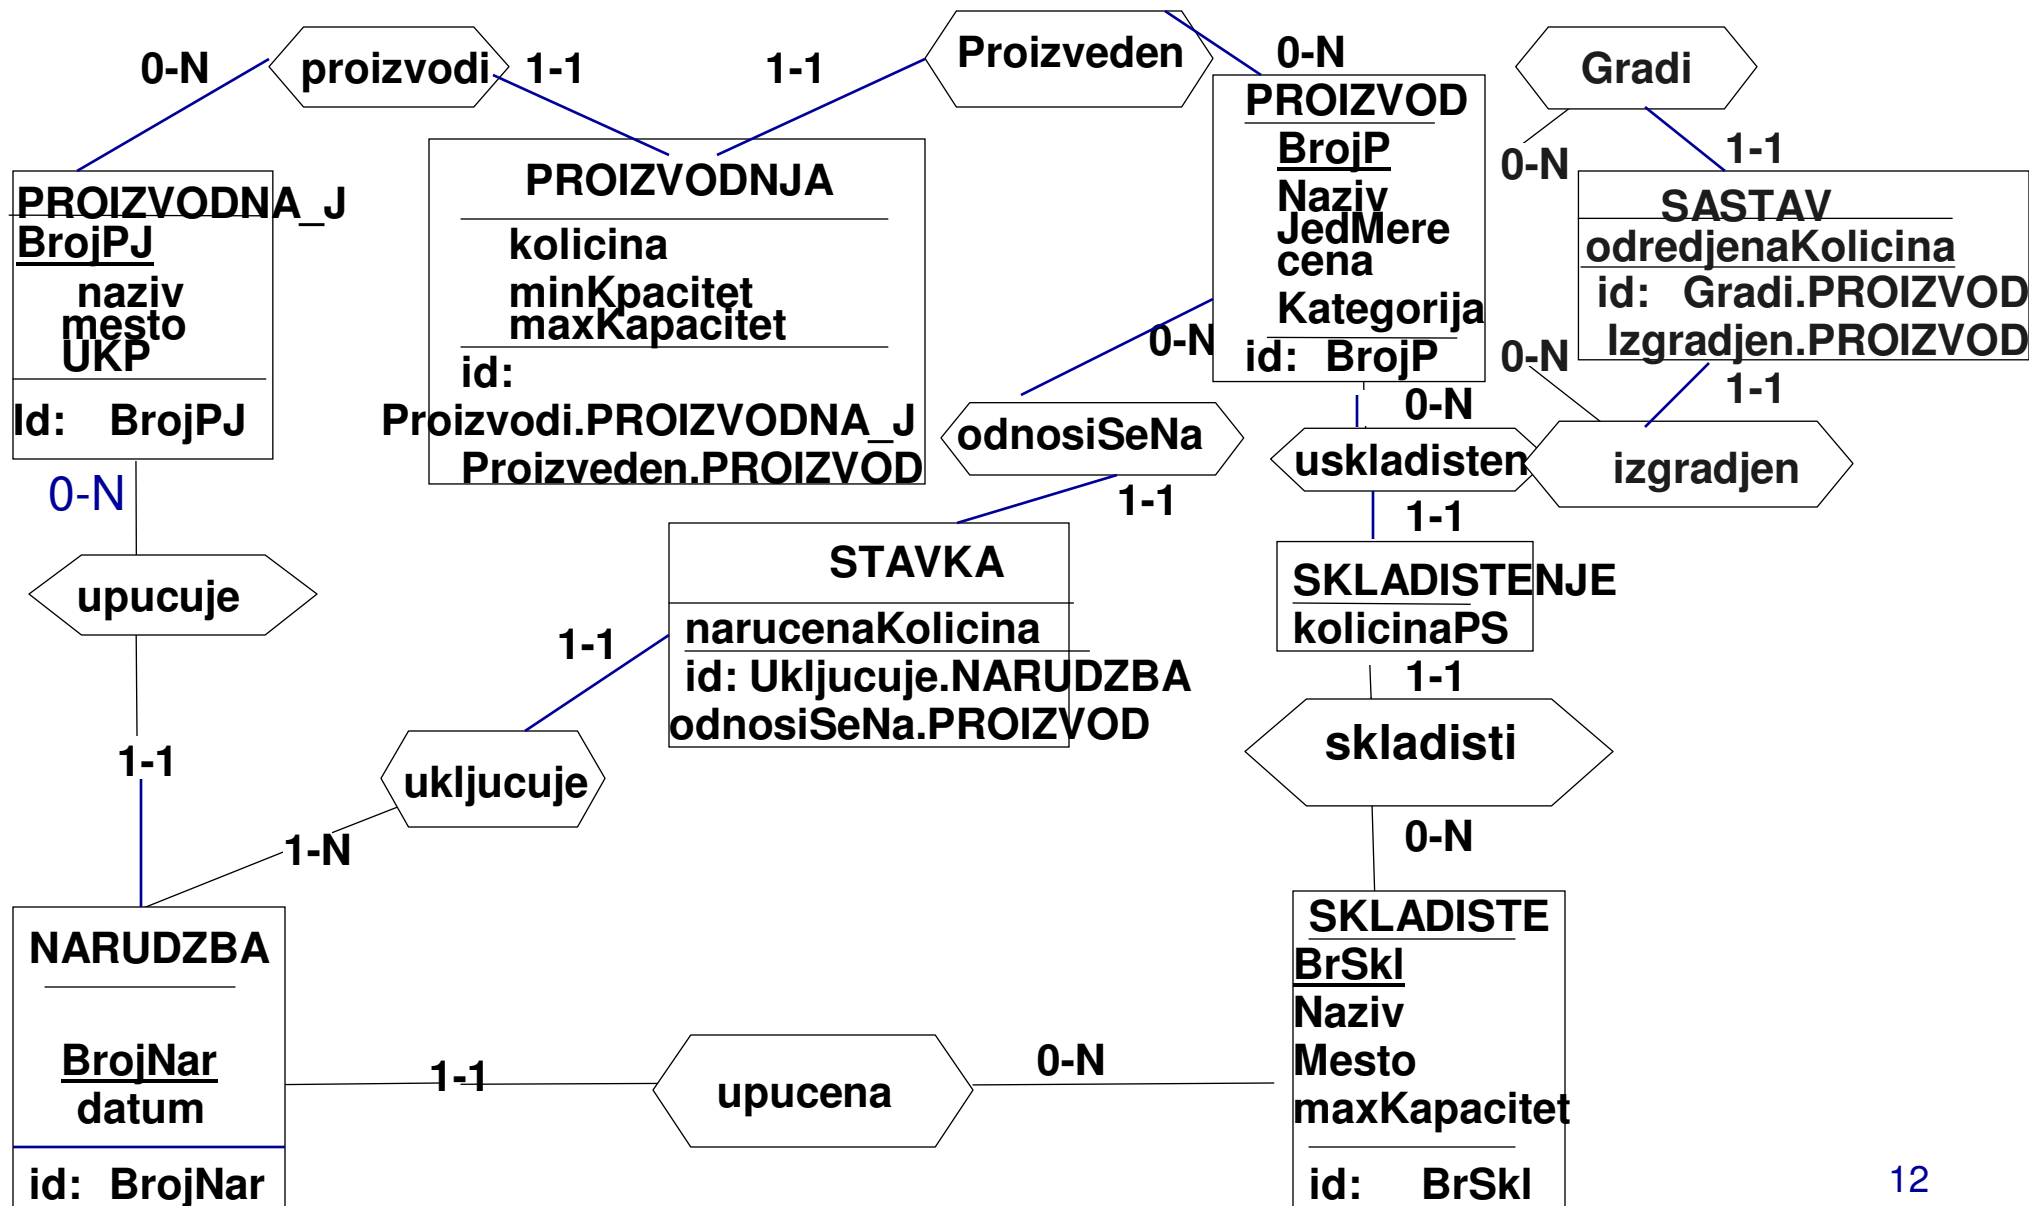 0-N
proizvodi
1-1
1-1
Proizveden
0-N
Gradi
PROIZVODNA_J
BrojPJ
naziv
mesto
UKP
Id: BrojPJ
PROIZVODNJA
kolicina
minKpacitet
maxKapacitet
id:
Proizvodi.PROIZVODNA_J
Proizveden.PROIZVOD
PROIZVOD
BrojP
Naziv
JedMere
cena
Kategorija
id: BrojP
0-N
1-1
SASTAV
odredjenaKolicina
id: Gradi.PROIZVOD
Izgradjen.PROIZVOD
0-N
0-N
1-1
0-N
odnosiSeNa
uskladisten
izgradjen
0-N
1-1
1-1
upucuje
STAVKA
narucenaKolicina
id: Ukljucuje.NARUDZBA
odnosiSeNa.PROIZVOD
SKLADISTENJE
kolicinaPS
1-1
1-1
skladisti
1-1
ukljucuje
0-N
1-N
NARUDZBA
BrojNar
datum
id: BrojNar
1-1
upucena
0-N
SKLADISTE
BrSkl
Naziv
Mesto
maxKapacitet
id: BrSkl
12